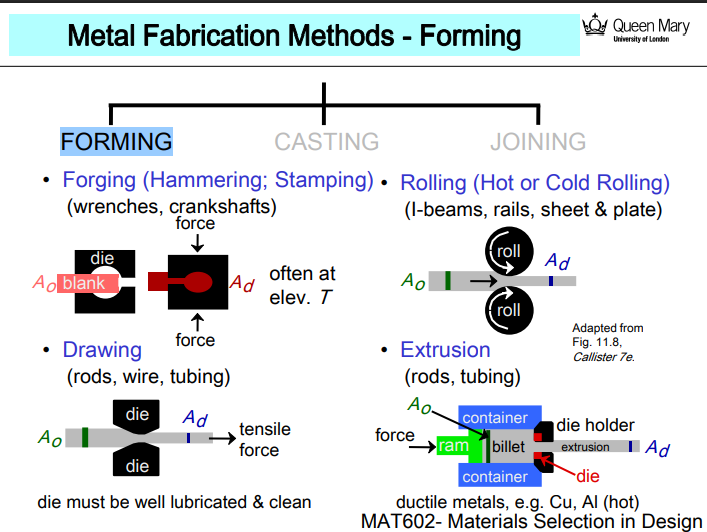 Metal Fabrication Methods - Forming
Queen Mary
University of London
FORMING
CASTING
JOINING
• Forging (Hammering; Stamping)
(wrenches, crankshafts)
force
die
Ao blank
Ad
often at
elev. T
force
• Rolling (Hot or Cold Rolling)
(I-beams, rails, sheet & plate)
roll
Ao
Ad
roll
Adapted from
Fig. 11.8,
Callister 7e.
• Drawing
(rods, wire, tubing)
die
Ao
Ad
tensile
force
die
die must be well lubricated & clean
• Extrusion
(rods, tubing)
Ao
container
die holder
force
ram
billet
extrusion
Ad
container
die
ductile metals, e.g. Cu, Al (hot)
MAT602- Materials Selection in Design